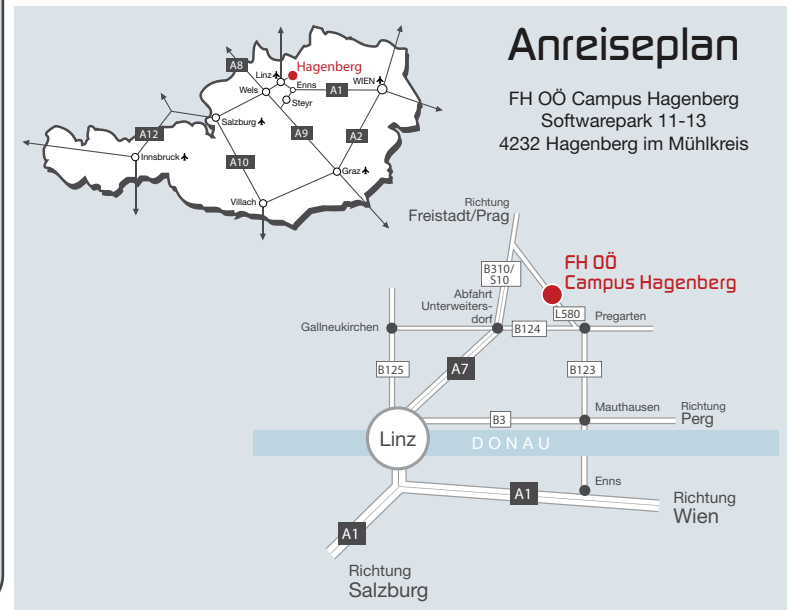 Anreiseplan
FH OÖ Campus Hagenberg
Softwarepark 11-13
4232 Hagenberg im Mühlkreis
A8
Linz
Hagenberg
Wels
Enns
Steyr
A1
WIEN
A12
Salzburg
A9
A2
Innsbruck
A10
Graz
Villach
Richtung
Freistadt/Prag
B310/
S10
FH OÖ
Campus Hagenberg
Abfahrt
Unterweiters-
dorf
L580
Gallneukirchen
B124
Pregarten
B125
A7
B123
Mauthausen
Richtung
Perg
B3
Linz
DONAU
Enns
A1
Richtung
Wien
A1
Richtung
Salzburg